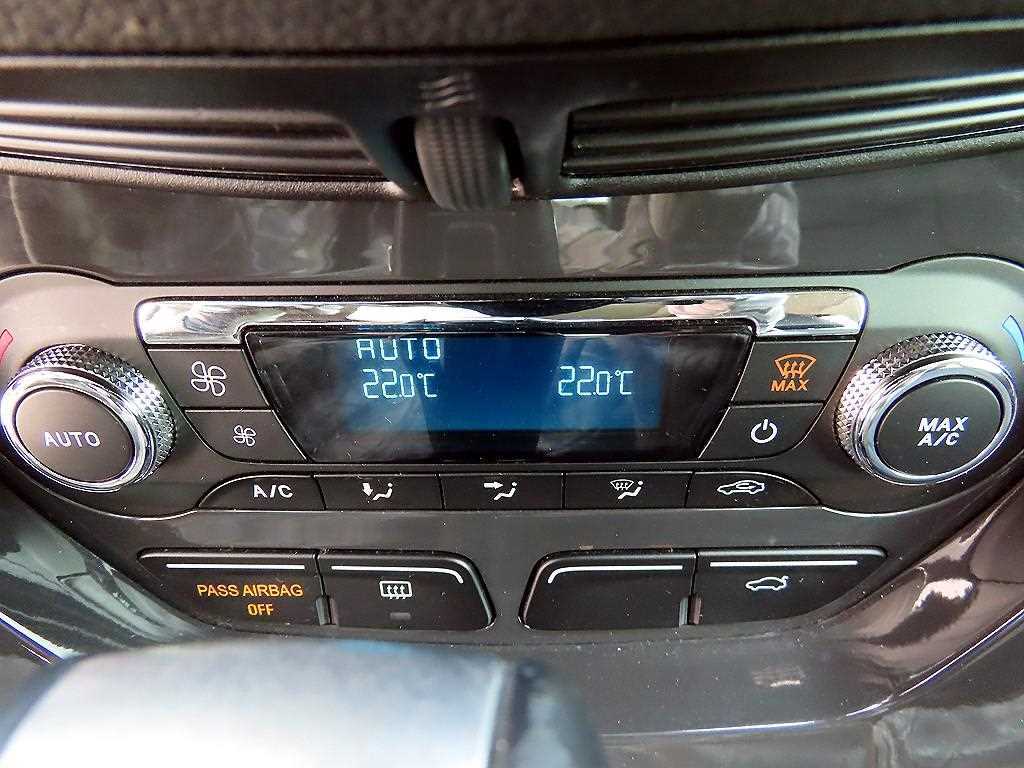 AUTO
22.0°C 22.0°C
MAX
AUTO
MAX
A/C
A/C
PASS AIRBAG
OFF